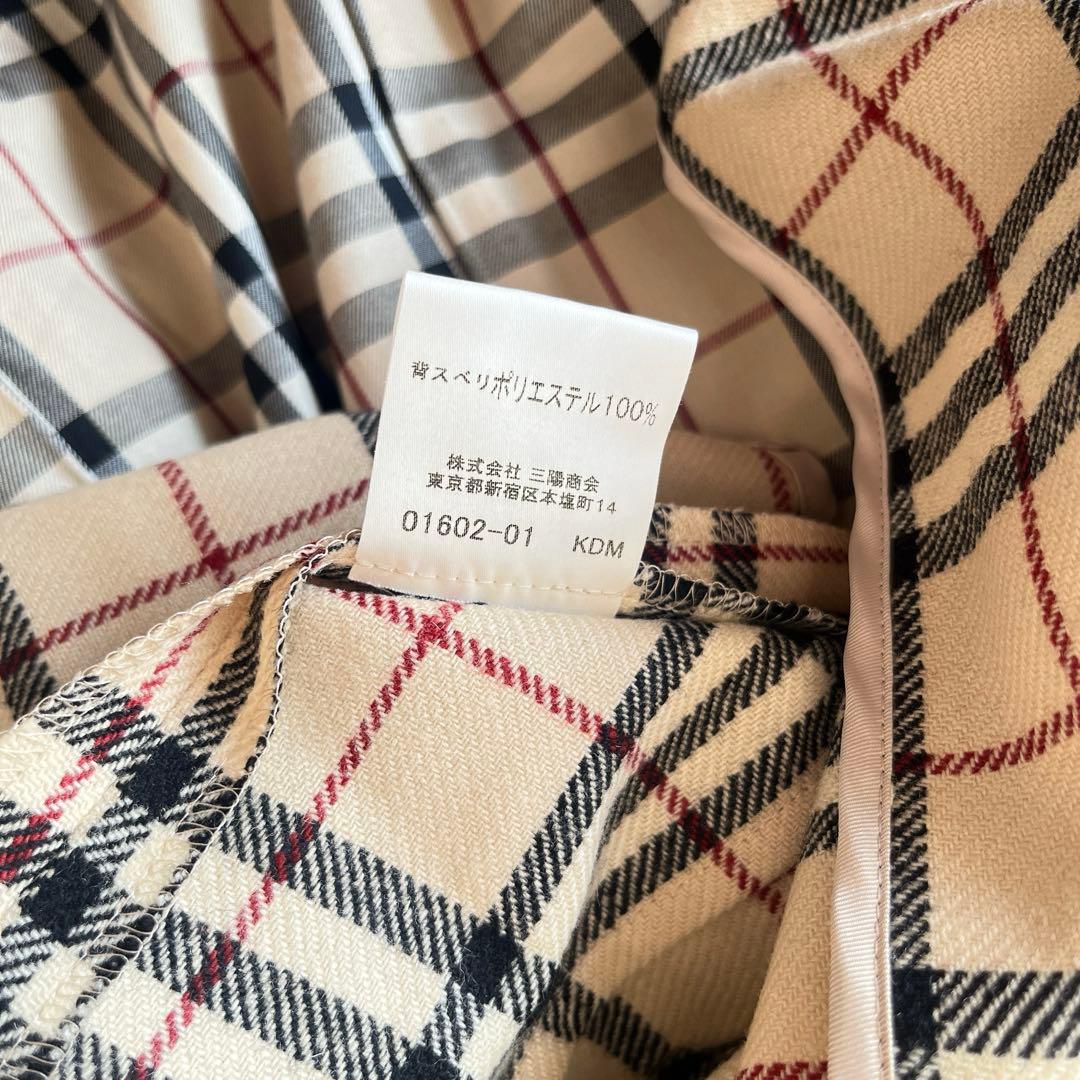 背スベリポリエステル100%
株式会社 三陽商会
東京都新宿区本塩町14
01602-01 KDM